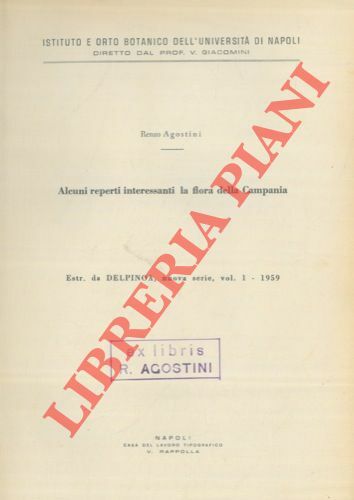 ISTITUTO E ORTO BOTANICO DELL'UNIVERSITÀ DI NAPOLI
DIRETTO DAL PROF. V. GIACOMINI
Renzo Agostini
Alcuni reperti interessanti la flora della Campania
Estr. da DELPINOA, nuova serie, vol. 1 - 1959
ex libris
R. AGOSTINI
NAPOLI
CASA DEL LAVORO TIPOGRAFICO
V. RAPPOLLA
LIBRERIA PIANI